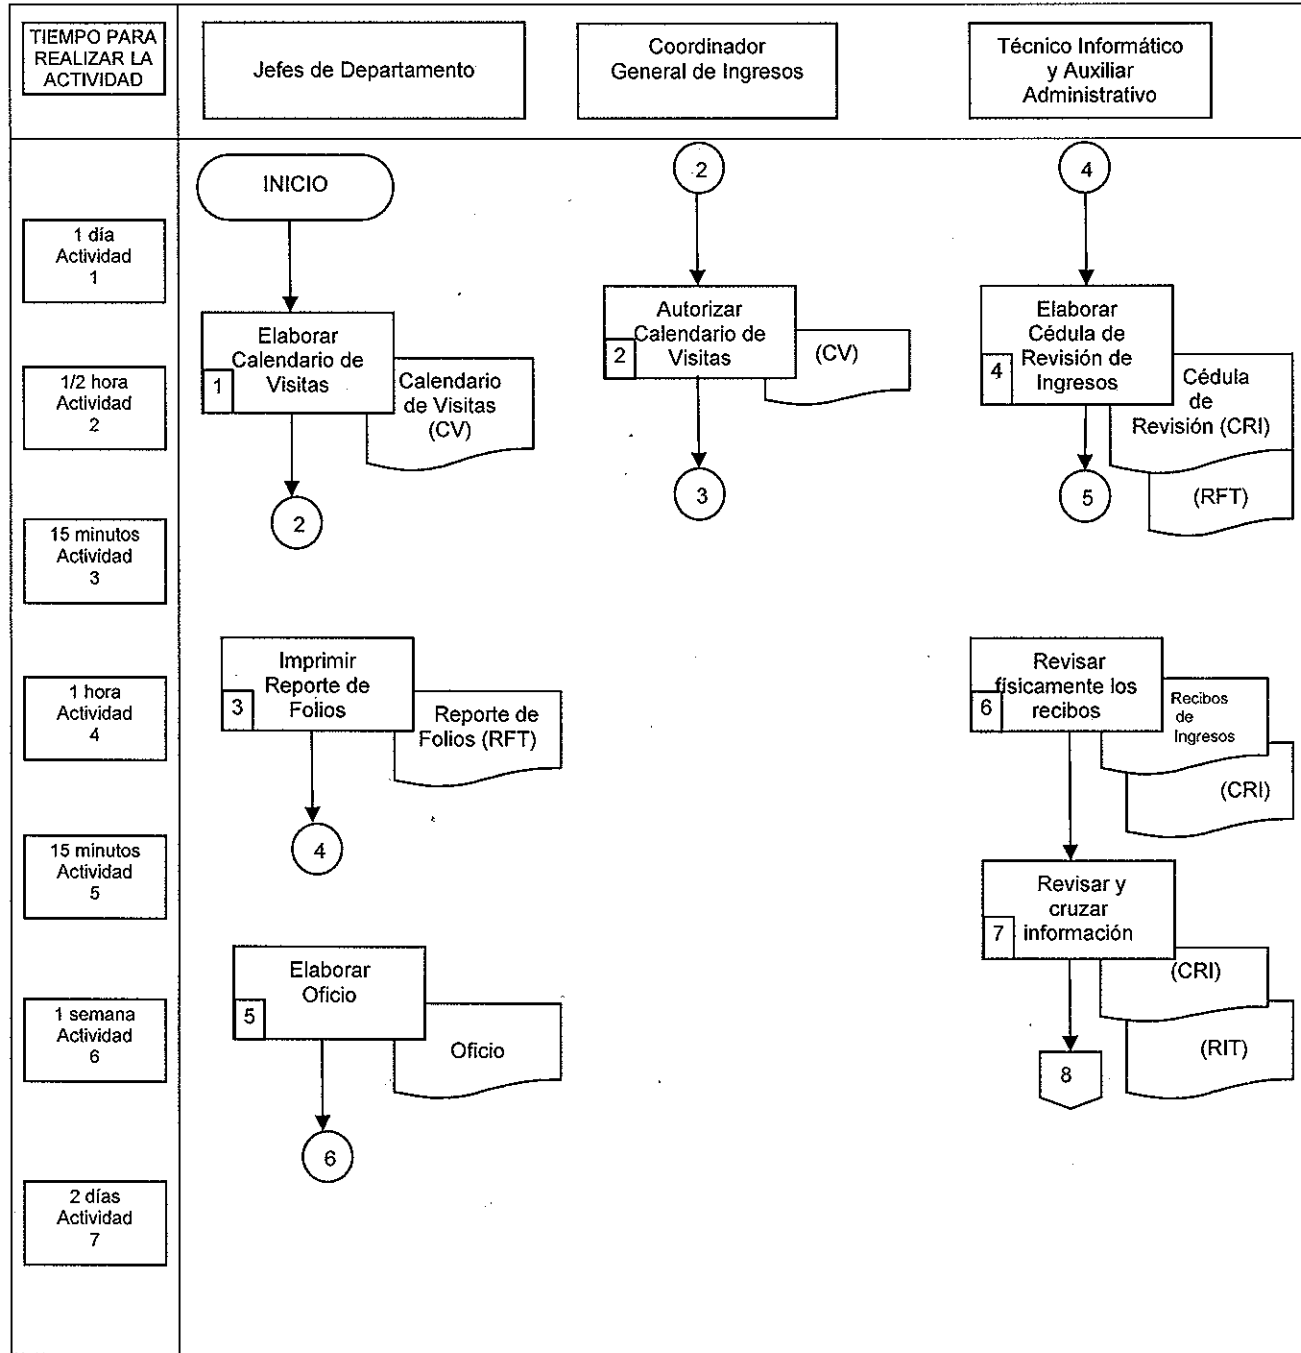 TIEMPO PARA
REALIZAR LA
ACTIVIDAD
Jefes de Departamento
Coordinador
General de Ingresos
Técnico Informático
y Auxiliar
Administrativo
1 día
Actividad
1
1/2 hora
Actividad
2
15 minutos
Actividad
3
1 hora
Actividad
4
15 minutos
Actividad
5
1 semana
Actividad
6
2 días
Actividad
7
INICIO
Elaborar
Calendario de
Visitas
1
Calendario
de Visitas
(CV)
2
Imprimir
Reporte de
Folios
3
Reporte de
Folios (RFT)
4
Elaborar
Oficio
5
Oficio
6
2
Autorizar
Calendario de
Visitas
2
(CV)
3
4
Elaborar
Cédula de
Revisión de
Ingresos
4
Cédula
de
Revisión (CRI)
(RFT)
5
Revisar
físicamente los
recibos
6
Recibos
de
Ingresos
(CRI)
Revisar y
cruzar
información
7
(CRI)
(RIT)
8